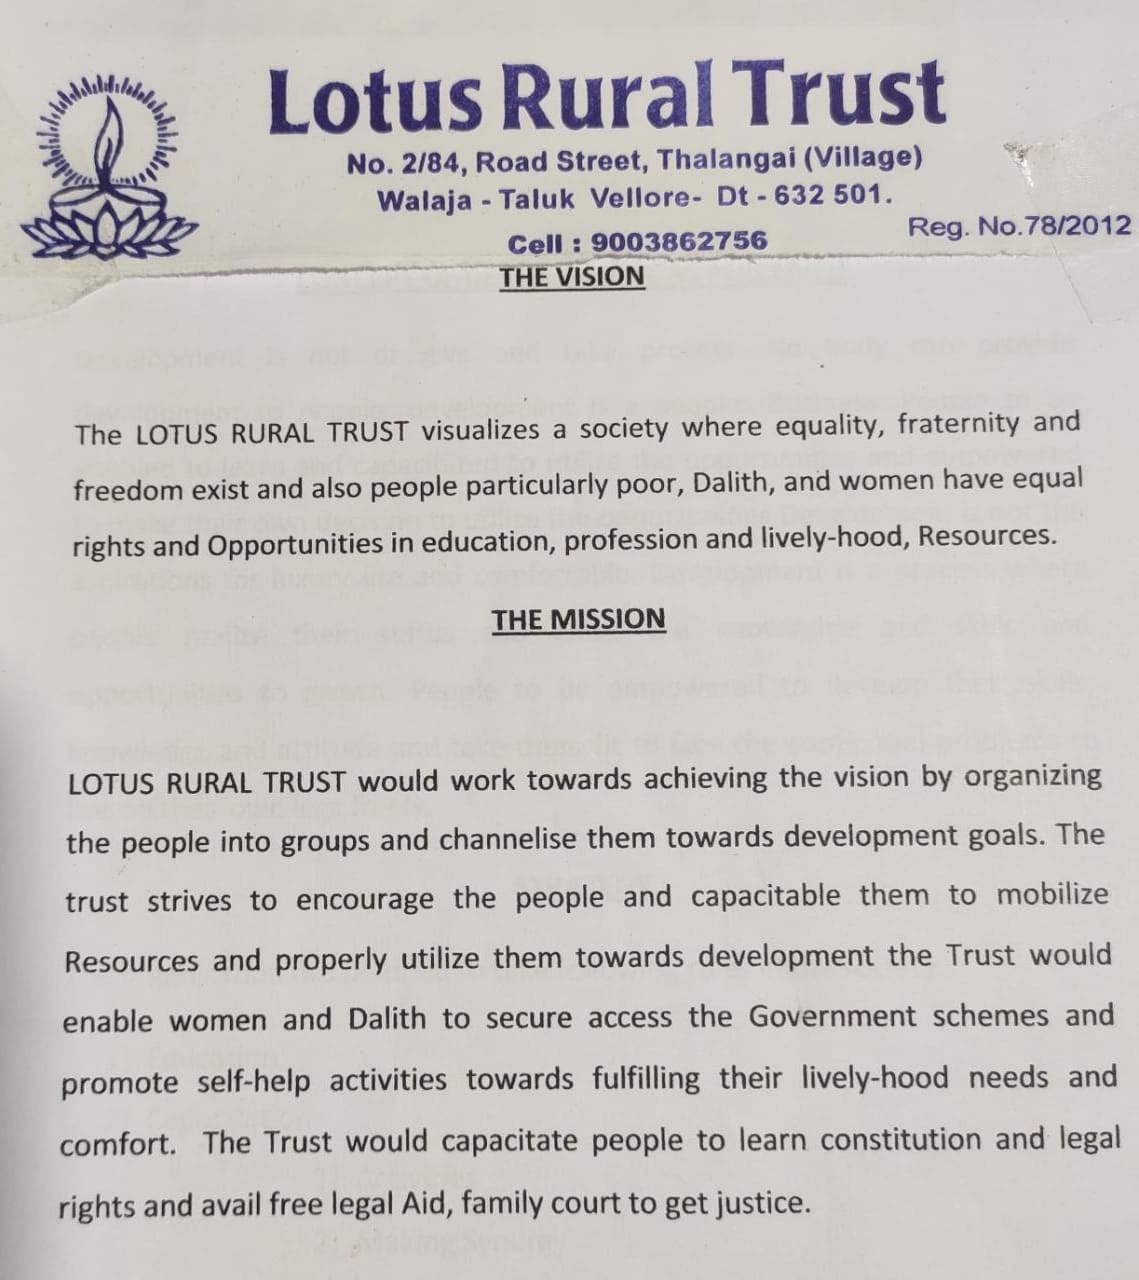 Lotus Rural Trust
No. 2/84, Road Street, Thalangai (Village)
Walaja - Taluk Vellore- Dt - 632 501.
Reg. No.78/2012
Cell : 9003862756
THE VISION
The LOTUS RURAL TRUST visualizes a society where equality, fraternity and
freedom exist and also people particularly poor, Dalith, and women have equal
rights and Opportunities in education, profession and lively-hood, Resources.
THE MISSION
LOTUS RURAL TRUST would work towards achieving the vision by organizing
the people into groups and channelise them towards development goals. The
trust strives to encourage the people and capacitable them to mobilize
Resources and properly utilize them towards development the Trust would
enable women and Dalith to secure access the Government schemes and
promote self-help activities towards fulfilling their lively-hood needs and
comfort. The Trust would capacitate people to learn constitution and legal
rights and avail free legal Aid, family court to get justice.